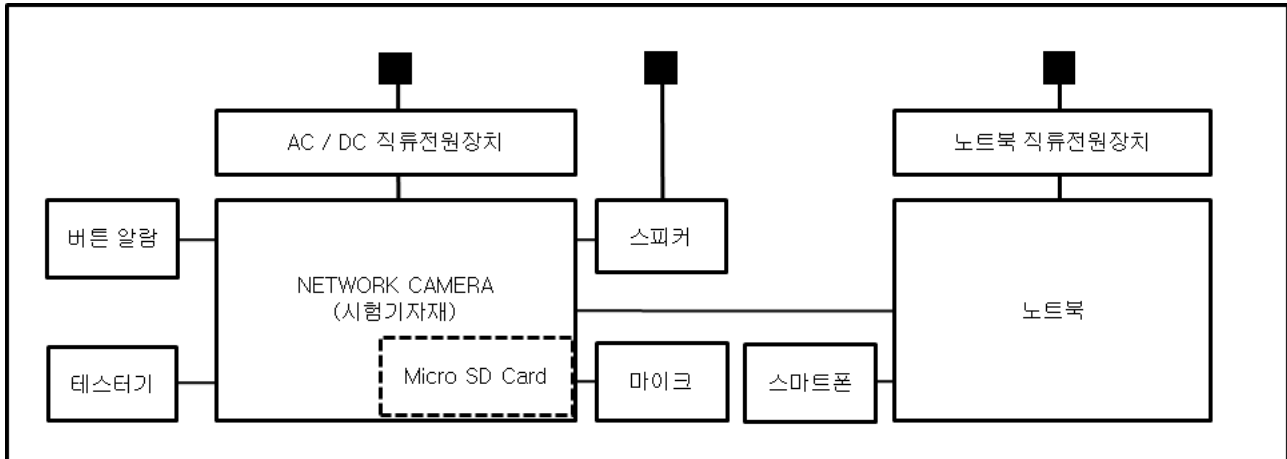 AC / DC 직류전원장치
노트북 직류전원장치
버튼 알람
스피커
NETWORK CAMERA
(시험기자재)
노트북
테스터기
Micro SD Card
마이크
스마트폰